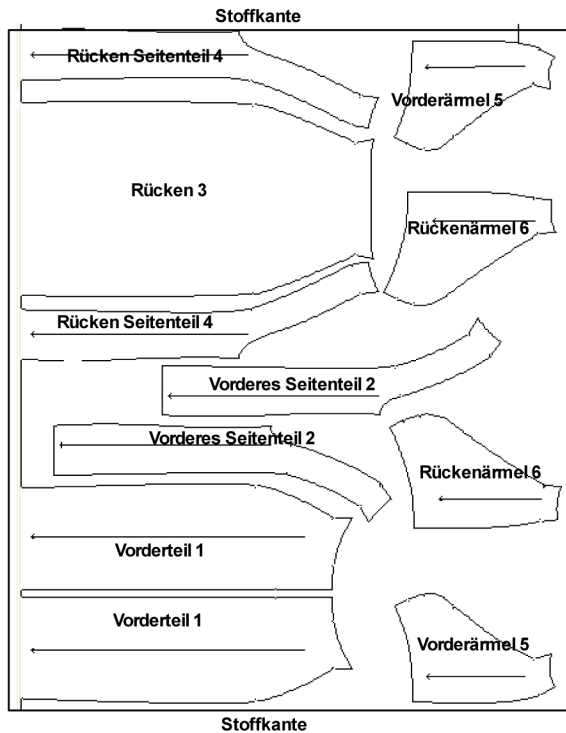 Stoffkante
Rücken Seitenteil 4
Vorderärmel 5
Rücken 3
Rückenärmel 6
Rücken Seitenteil 4
Vorderes Seitenteil 2
Vorderes Seitenteil 2
Rückenärmel 6
Vorderteil 1
Vorderteil 1
Vorderärmel 5
Stoffkante